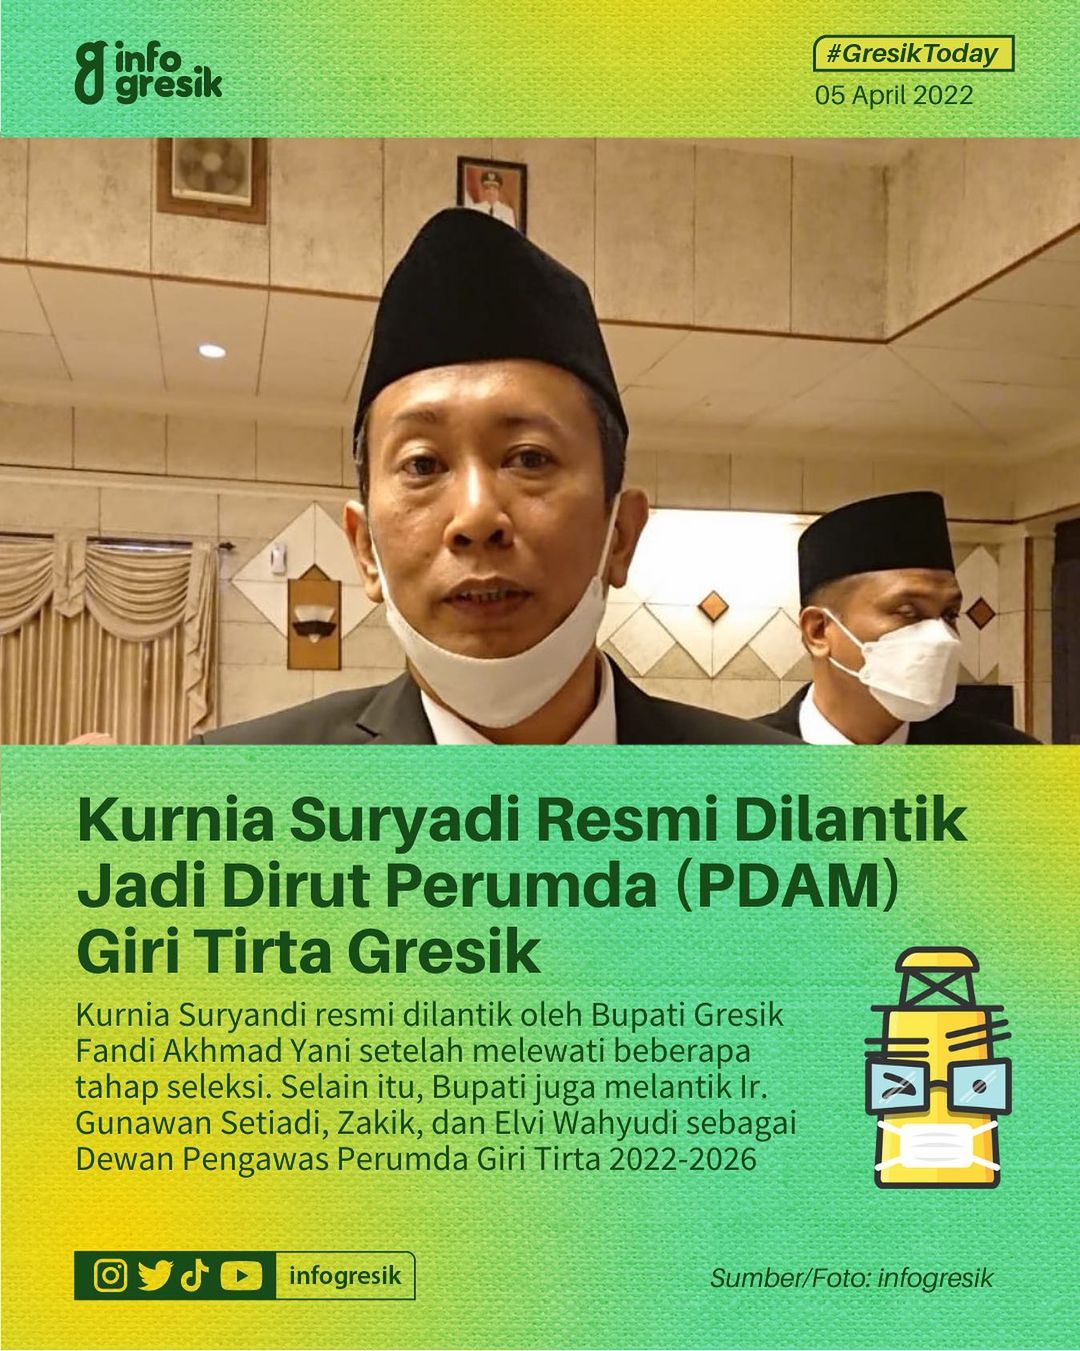 info
gresik
#GresikToday
05 April 2022
Kurnia Suryadi Resmi Dilantik
Jadi Dirut Perumda (PDAM)
Giri Tirta Gresik
Kurnia Suryandi resmi dilantik oleh Bupati Gresik
Fandi Akhmad Yani setelah melewati beberapa
tahap seleksi. Selain itu, Bupati juga melantik Ir.
Gunawan Setiadi, Zakik, dan Elvi Wahyudi sebagai
Dewan Pengawas Perumda Giri Tirta 2022-2026
infogresik
Sumber/Foto: infogresik